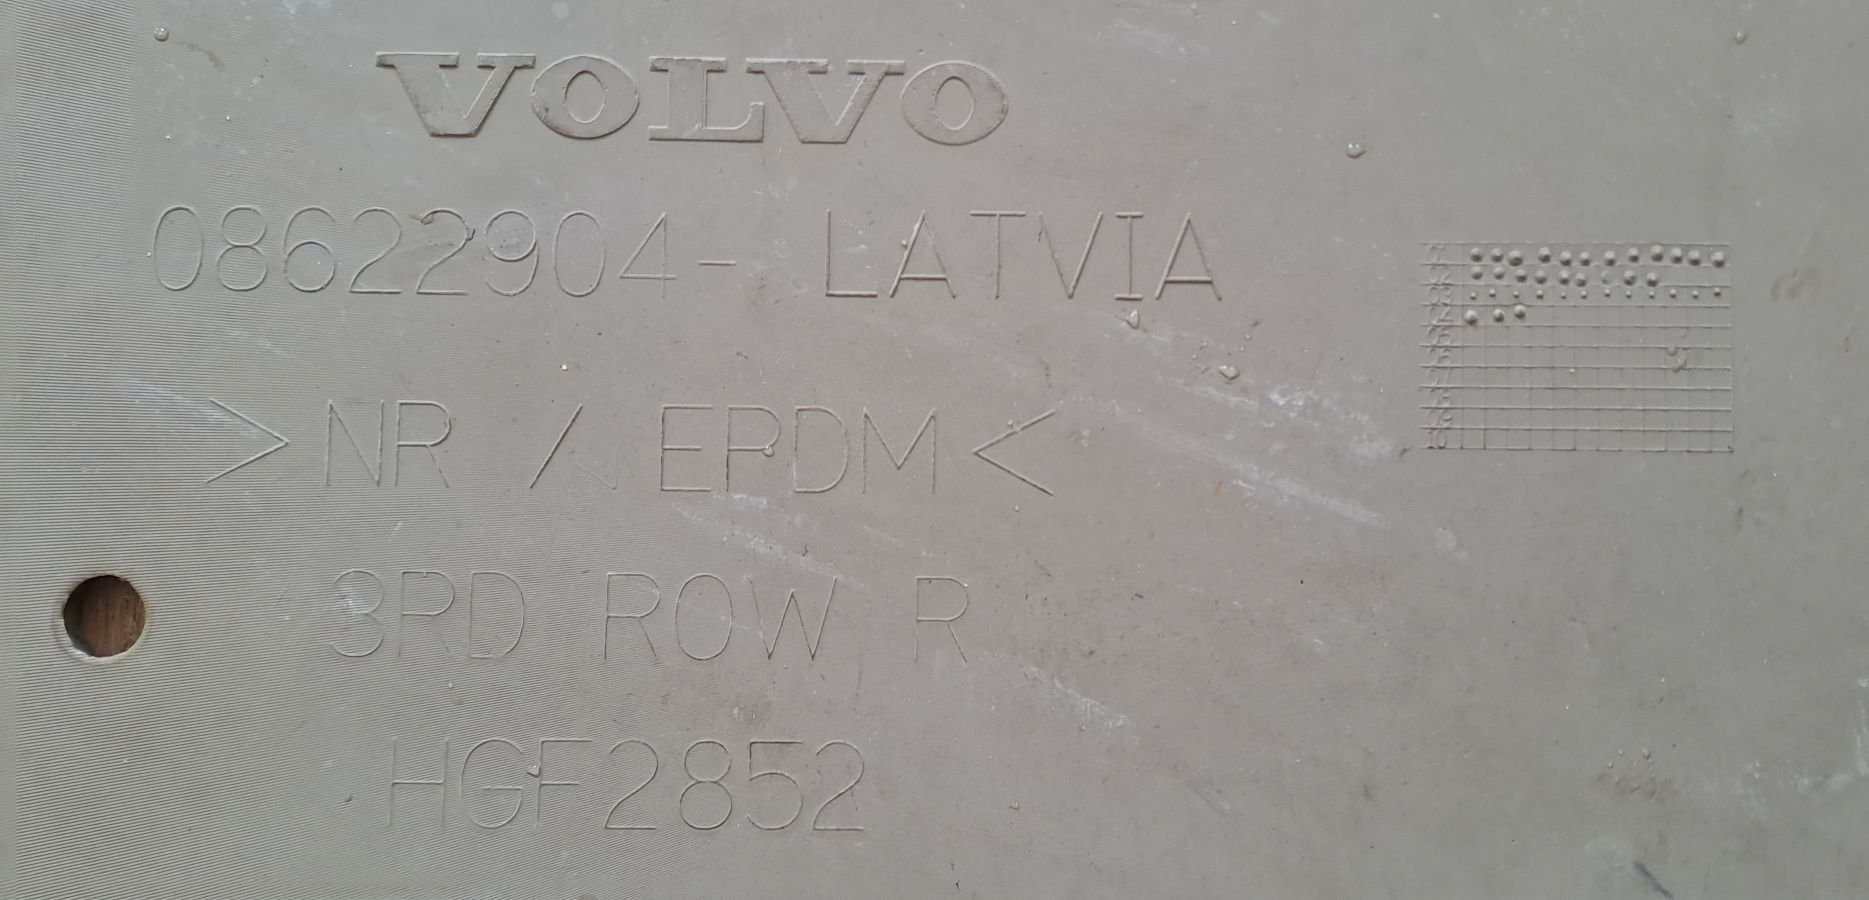 VOLVO
08622904- LATVIA
>NR / EPDM<
3RD ROW R
HGF2852